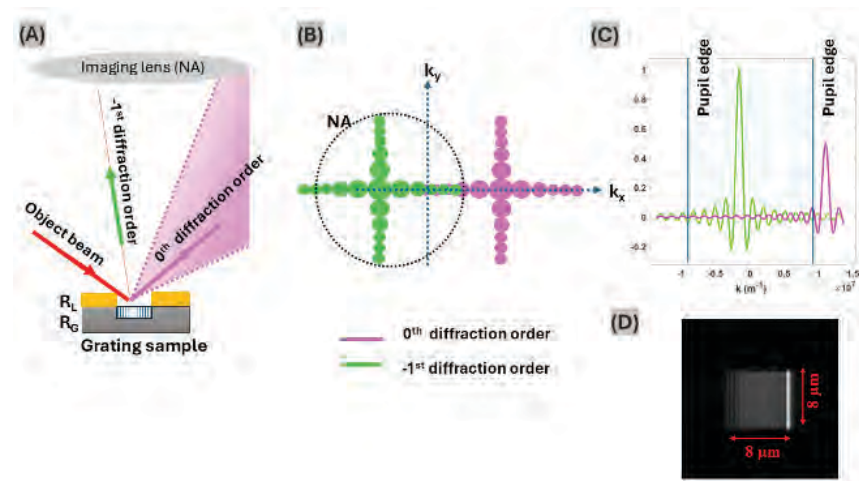 (A)
Imaging lens (NA)
-1st diffraction order
0th diffraction order
Object beam
RL
RG
Grating sample
(B)
ky
NA
kx
0th diffraction order
-1st diffraction order
(C)
Pupil edge
Pupil edge
1
0.8
0.6
0.4
0.2
0
-0.2
-1
-0.5
0
0.5
1
1.5
k (m⁻¹)
×10⁷
(D)
8 μm
8 μm